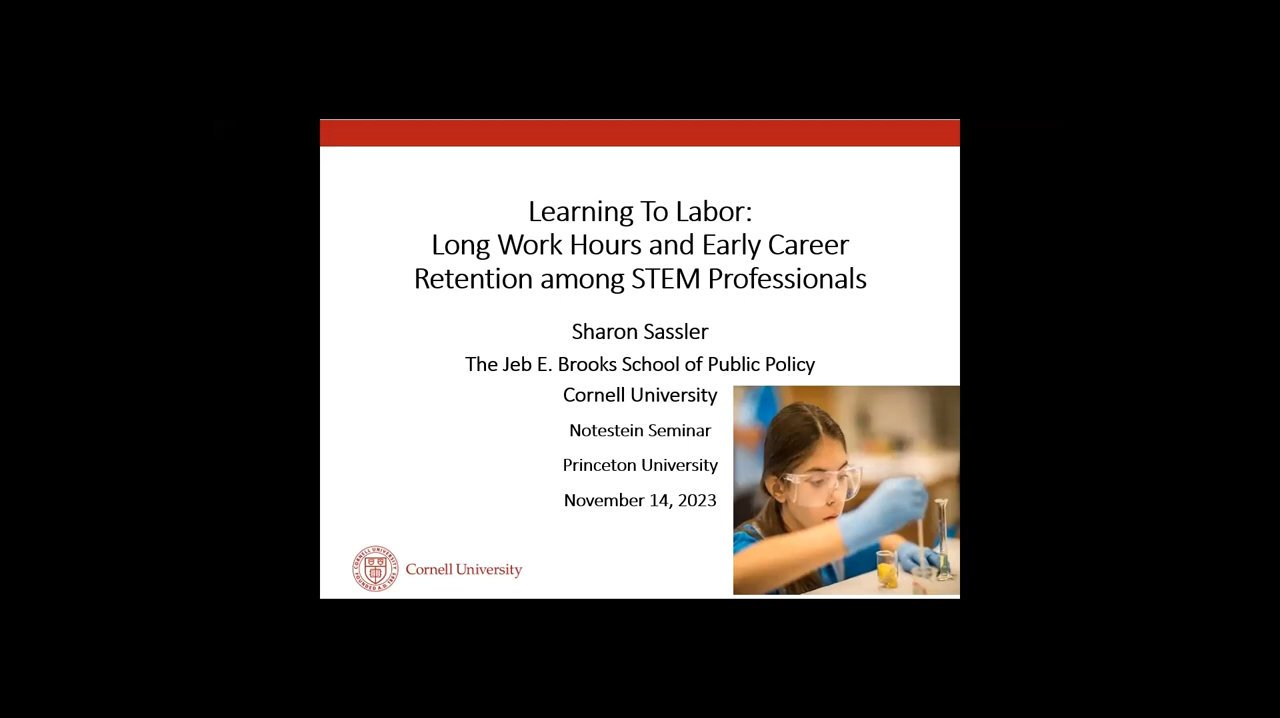 Learning To Labor:
Long Work Hours and Early Career
Retention among STEM Professionals
Sharon Sassler
The Jeb E. Brooks School of Public Policy
Cornell University
Notestein Seminar
Princeton University
November 14, 2023
Cornell University